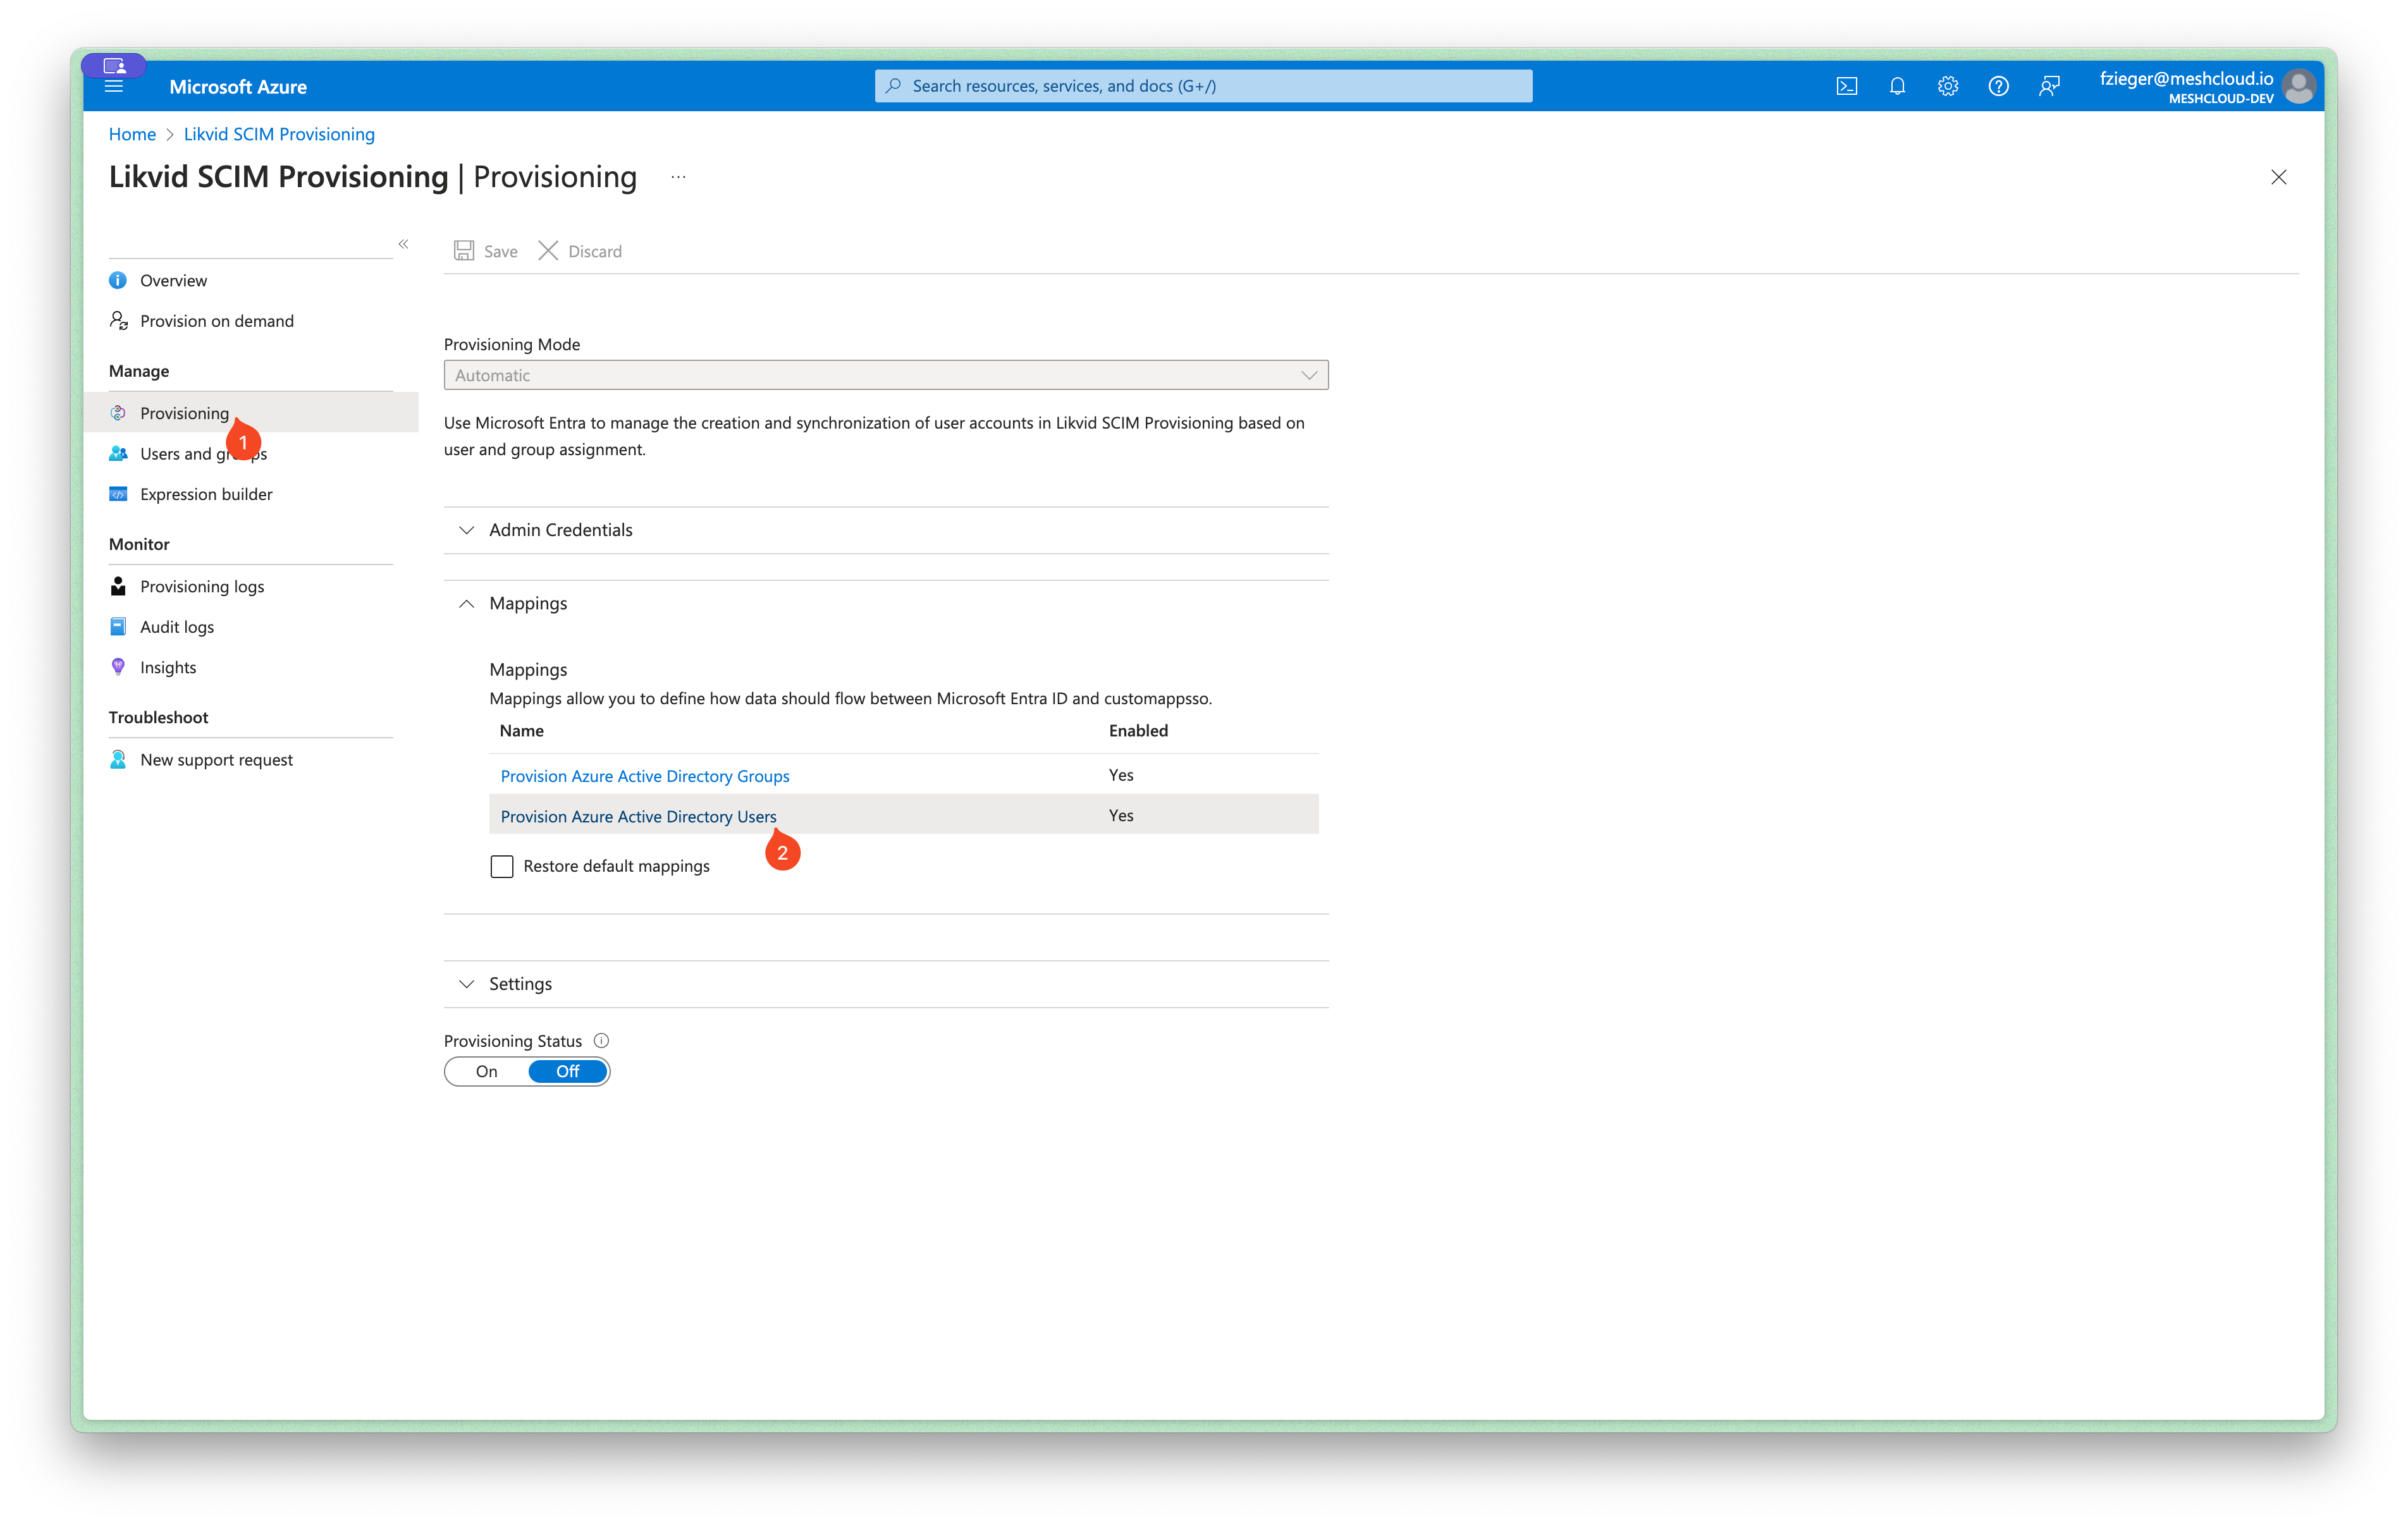 Microsoft Azure
Search resources, services, and docs (G+/)
fzieger@meshcloud.io
MESHCLOUD-DEV
Home > Likvid SCIM Provisioning
Likvid SCIM Provisioning | Provisioning ...
Save Discard
Overview
Provision on demand
Manage
Provisioning
1
Users and groups
Expression builder
Monitor
Provisioning logs
Audit logs
Insights
Troubleshoot
New support request
Provisioning Mode
Automatic
Use Microsoft Entra to manage the creation and synchronization of user accounts in Likvid SCIM Provisioning based on
user and group assignment.
Admin Credentials
Mappings
Mappings
Mappings allow you to define how data should flow between Microsoft Entra ID and customappsso.
Name Enabled
Provision Azure Active Directory Groups Yes
Provision Azure Active Directory Users Yes
2
Restore default mappings
Settings
Provisioning Status
On Off